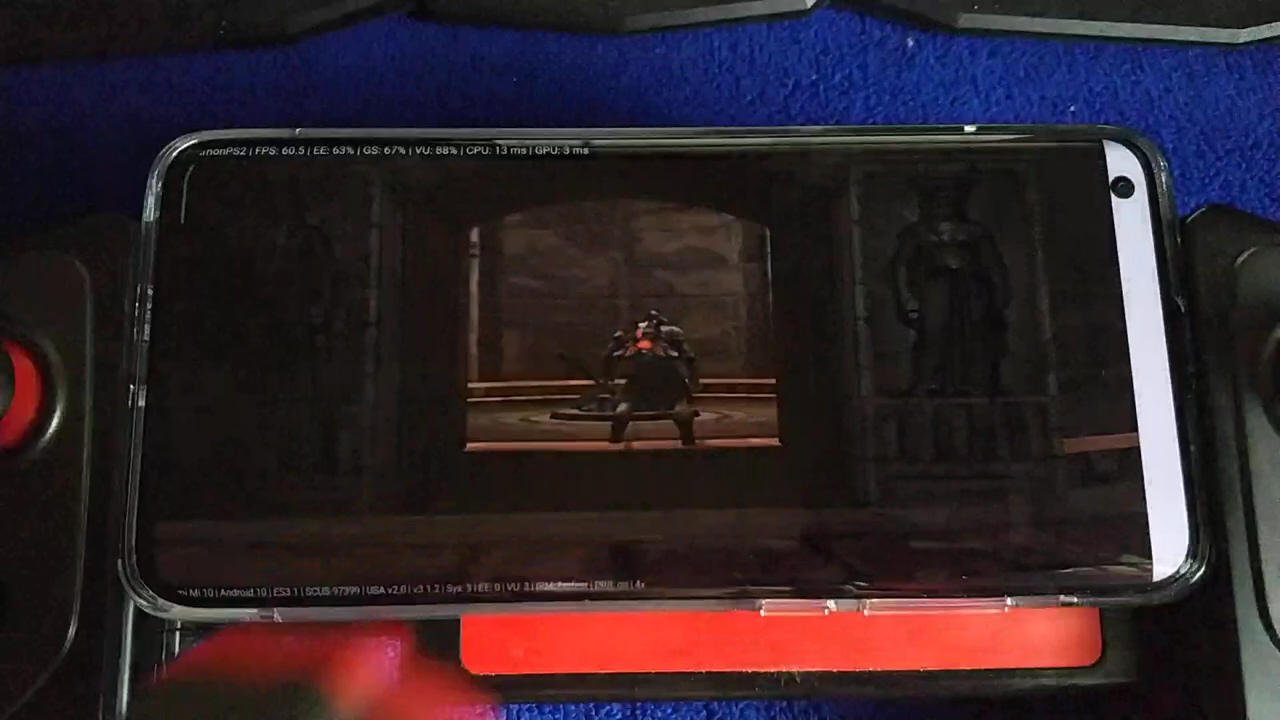 monPS2 | FPS: 60.5 | EE: 63% | GS: 67% | VU: 88% | CPU: 13 ms | GPU: 3 ms
Mi 10 | Android 10 | ES3.1 | SCUS-97399 | USA v2.0 | v3.1.2 | Sys: 3 | EE: 0 | VU: 3 |